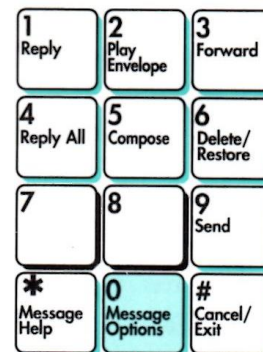 1 2 3
Reply Play Forward
Envelope
4 5 6
Reply All Compose Delete/
Restore
7 8 9
Send
* 0 #
Message Message Cancel/
Help Options Exit